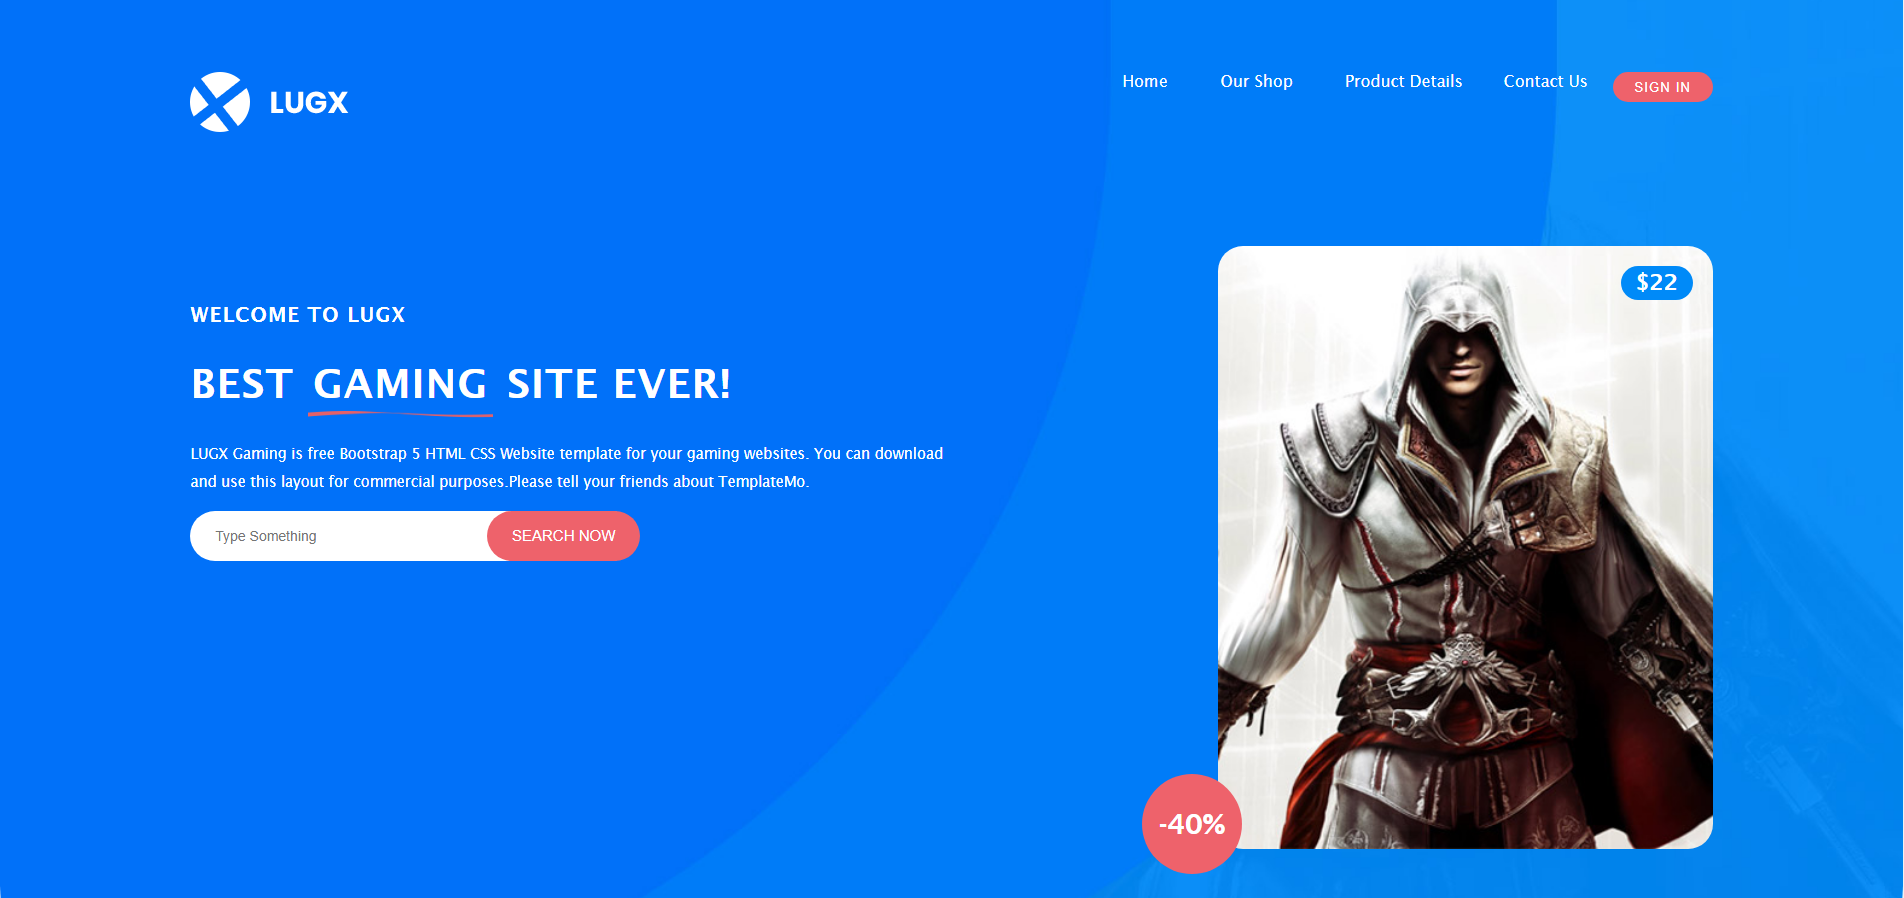 LUGX
Home
Our Shop
Product Details
Contact Us
SIGN IN
WELCOME TO LUGX
BEST GAMING SITE EVER!
LUGX Gaming is free Bootstrap 5 HTML CSS Website template for your gaming websites. You can download
and use this layout for commercial purposes.Please tell your friends about TemplateMo.
Type Something
SEARCH NOW
$22
-40%